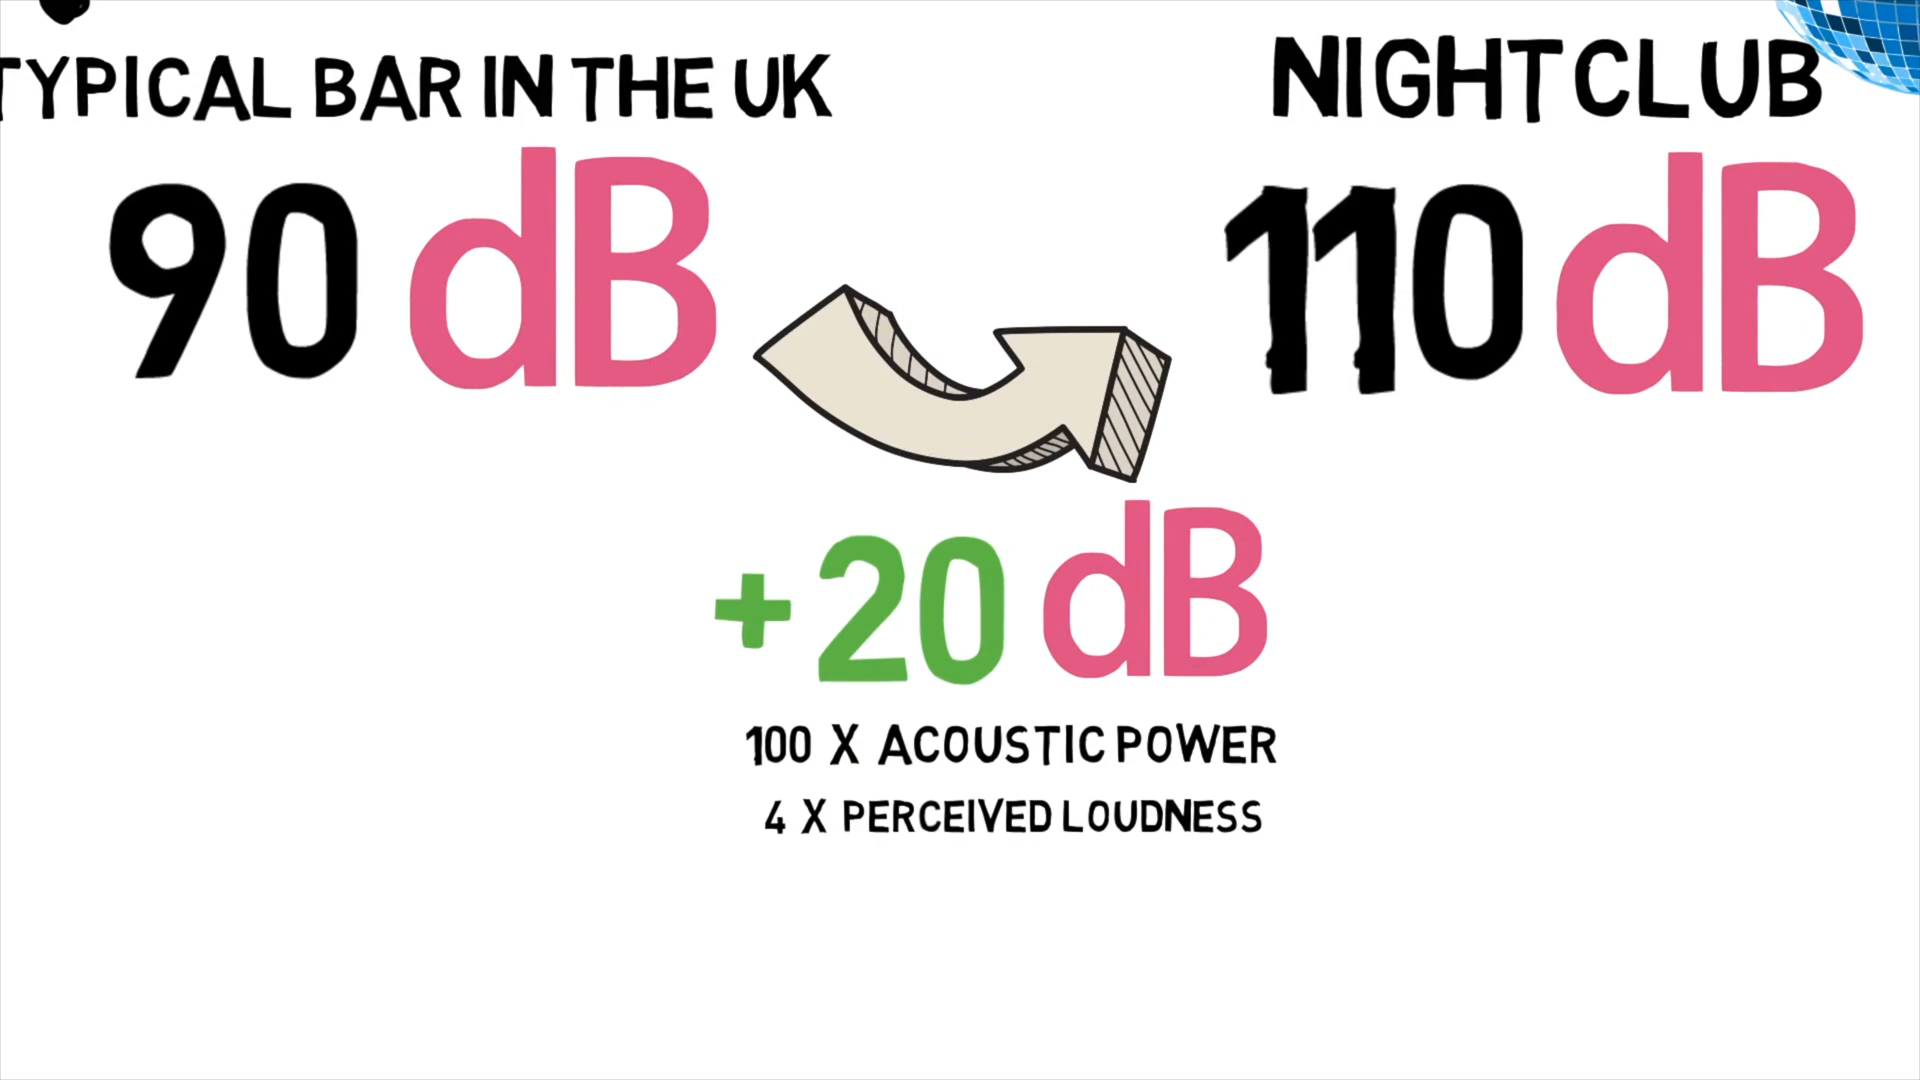 TYPICAL BAR IN THE UK
90 dB
NIGHTCLUB
110 dB
+20 dB
100 X ACOUSTIC POWER
4 X PERCEIVED LOUDNESS